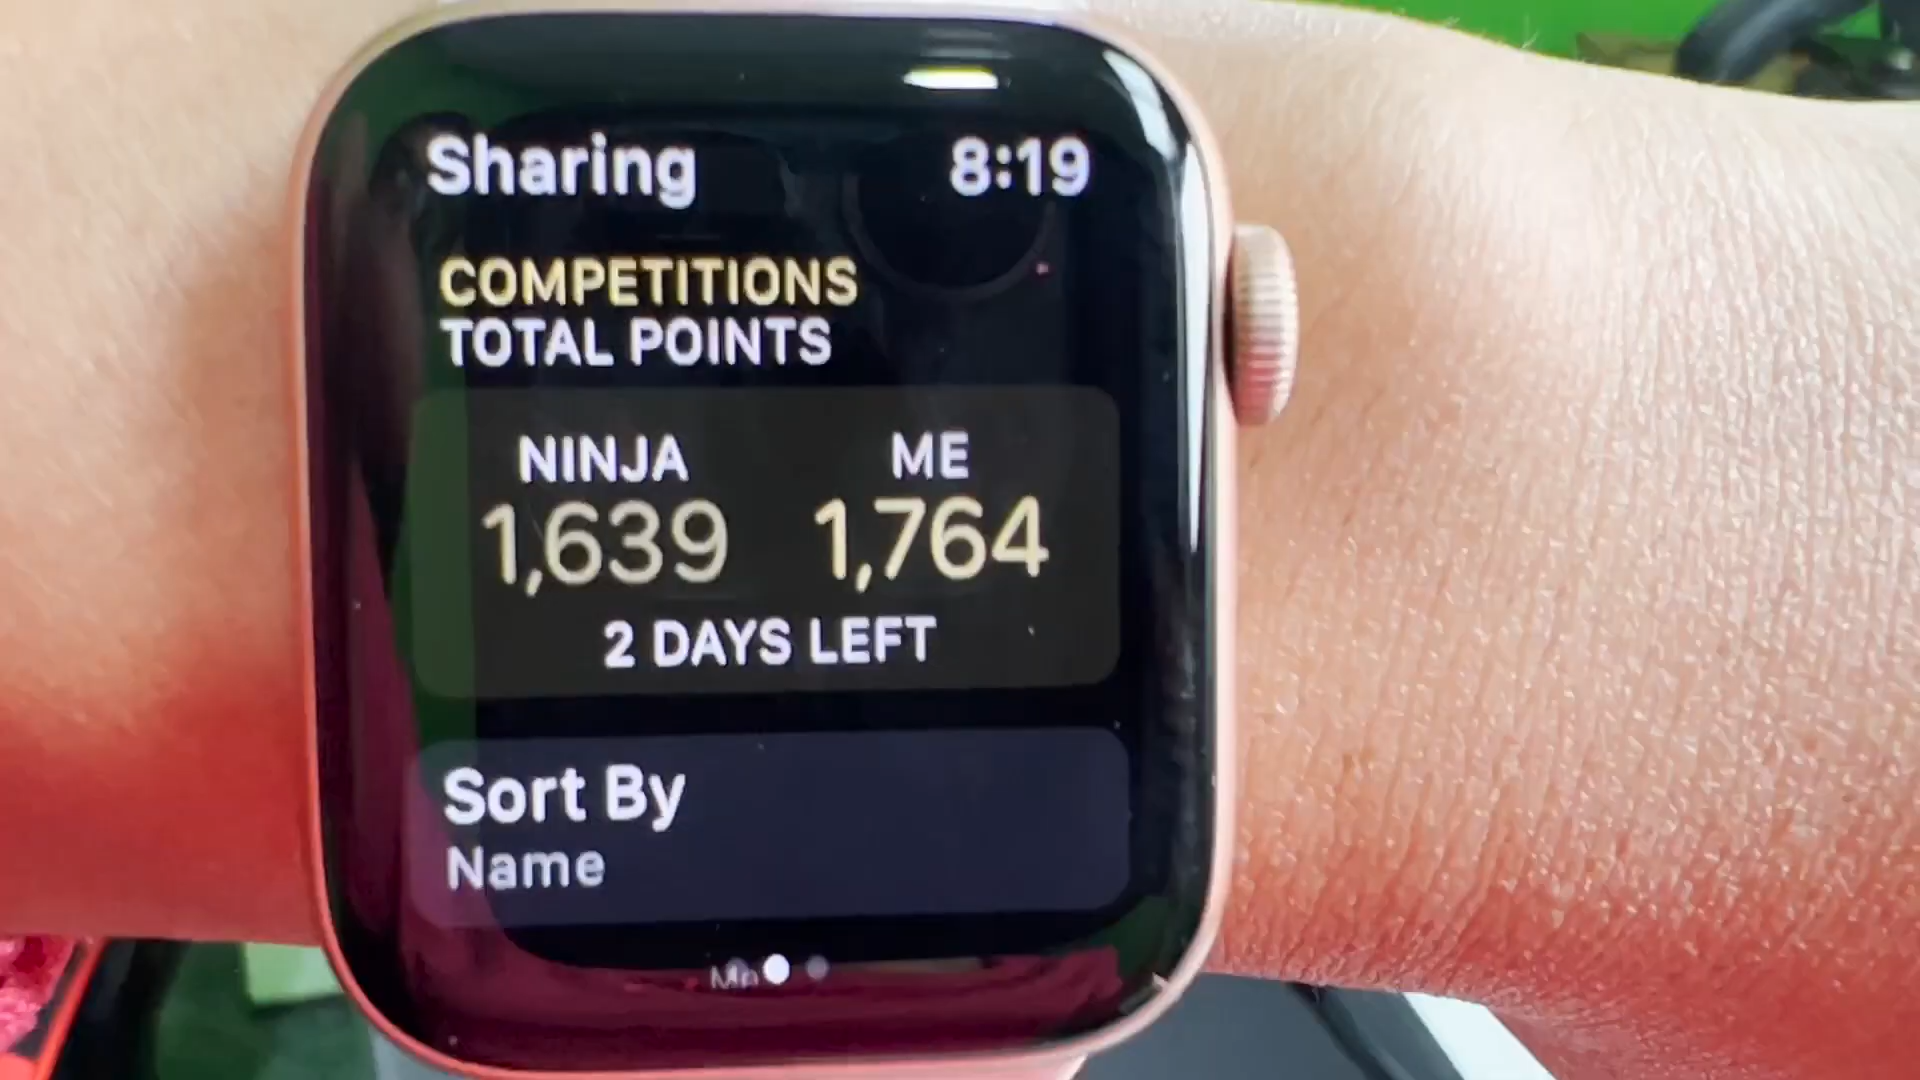 Sharing 8:19
COMPETITIONS
TOTAL POINTS
NINJA ME
1,639 1,764
2 DAYS LEFT
Sort By
Name